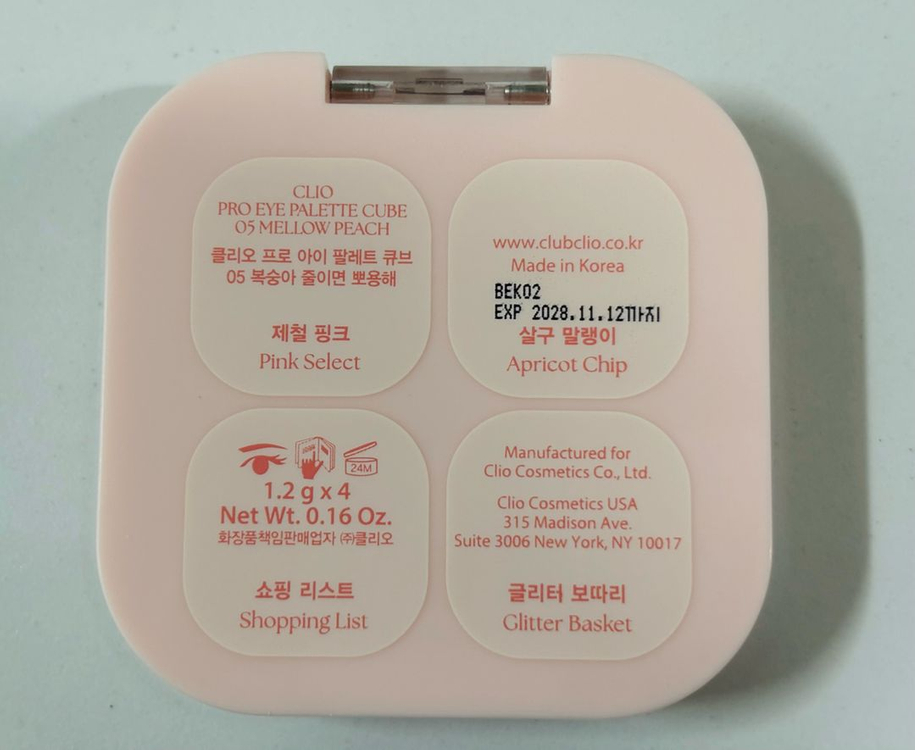 CLIO
PRO EYE PALETTE CUBE
05 MELLOW PEACH
클리오 프로 아이 팔레트 큐브
05 복숭아 줄이면 뽀용해
제철 핑크
Pink Select
www.clubclio.co.kr
Made in Korea
BEK02
EXP 2028.11.12까지
살구 말랭이
Apricot Chip
24M
1.2 g x 4
Net Wt. 0.16 Oz.
화장품책임판매업자 ㈜클리오
쇼핑 리스트
Shopping List
Manufactured for
Clio Cosmetics Co., Ltd.
Clio Cosmetics USA
315 Madison Ave.
Suite 3006 New York, NY 10017
글리터 보따리
Glitter Basket